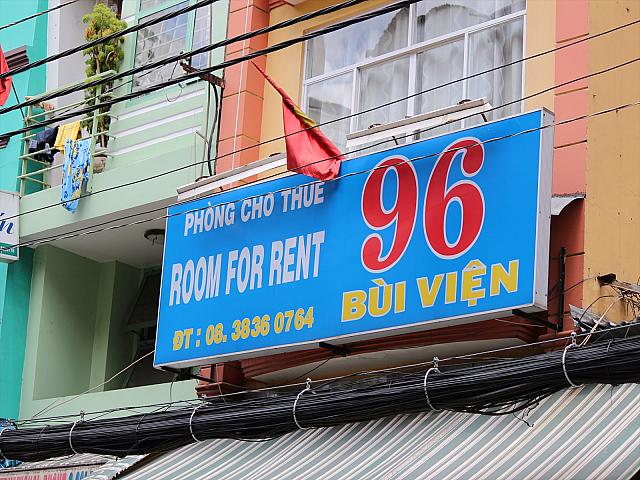 PHÒNG CHO THUÊ
ROOM FOR RENT
ĐT : 08. 3836 0764
96
BÙI VIỆN